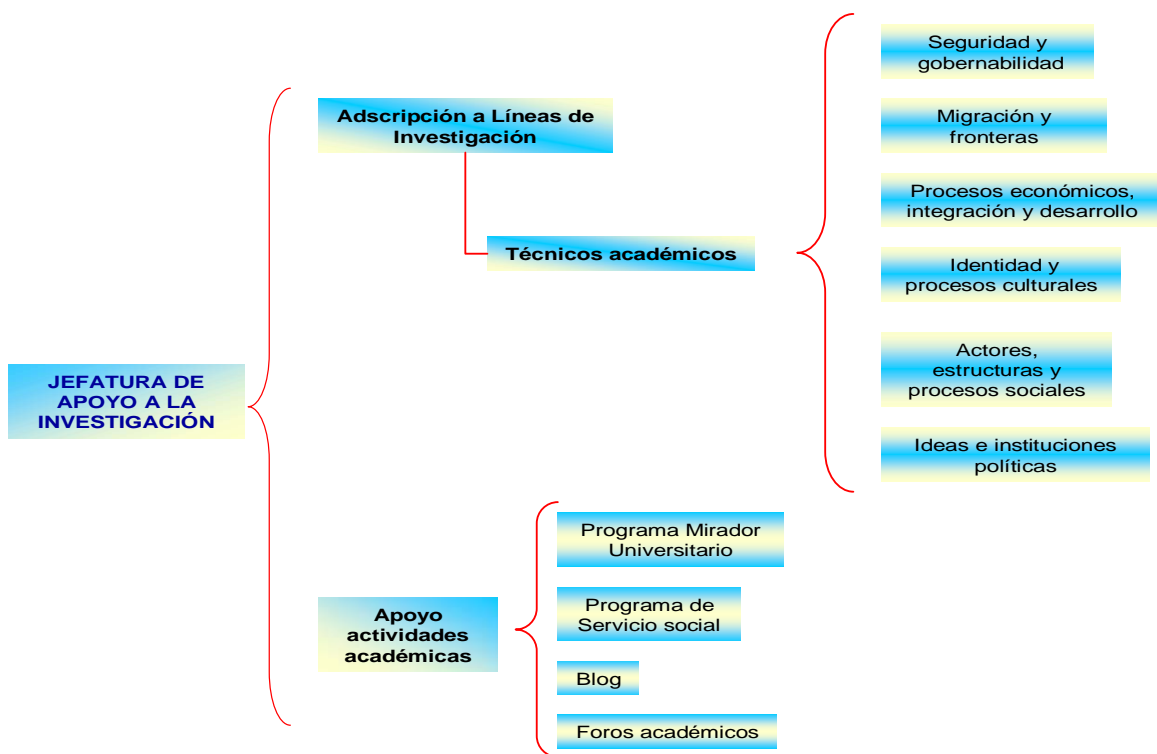 JEFATURA DE
APOYO A LA
INVESTIGACIÓN
Adscripción a Líneas de
Investigación
Técnicos académicos
Seguridad y
gobernabilidad
Migración y
fronteras
Procesos económicos,
integración y desarrollo
Identidad y
procesos culturales
Actores,
estructuras y
procesos sociales
Ideas e instituciones
políticas
Apoyo
actividades
académicas
Programa Mirador
Universitario
Programa de
Servicio social
Blog
Foros académicos